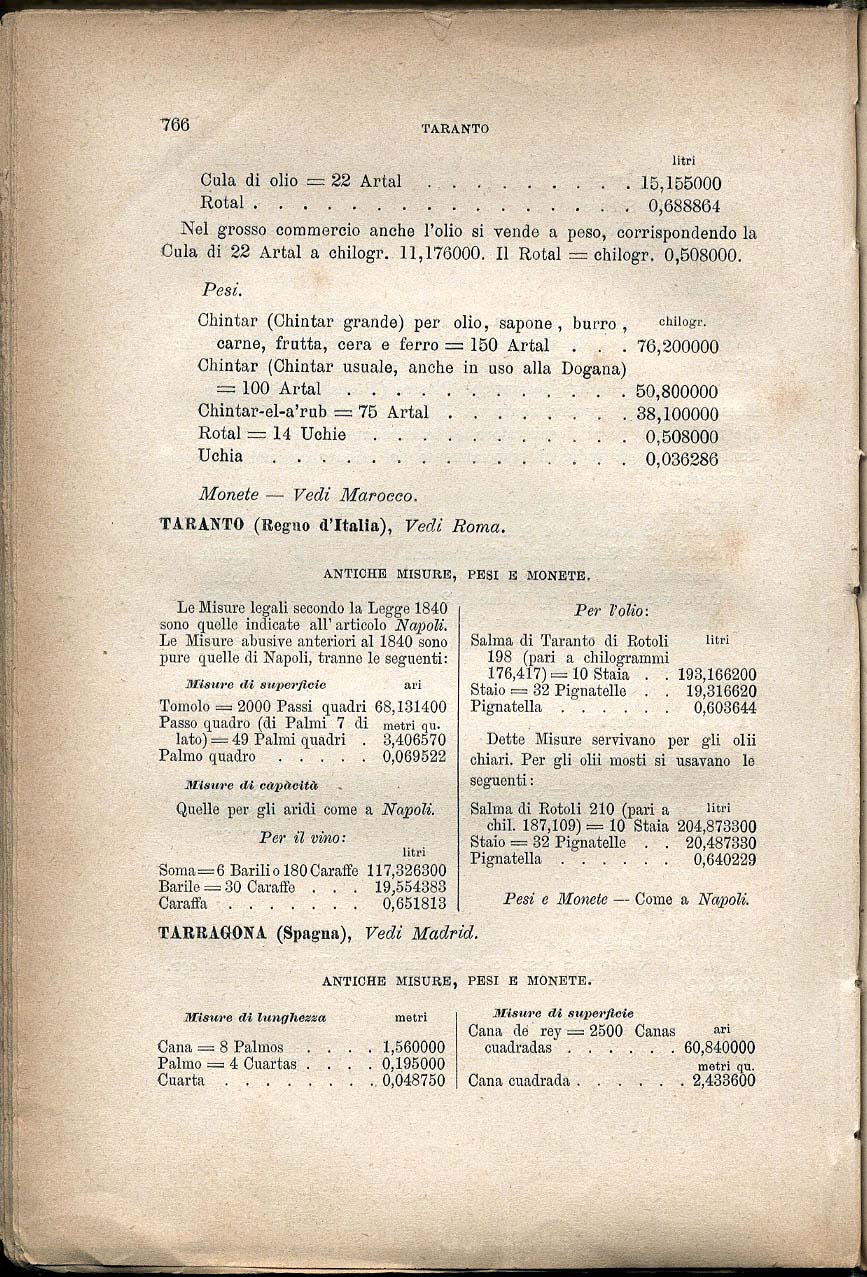 766
TARANTO
litri
Cula di olio = 22 Artal . . . . . . . . . 15,155000
Rotal . . . . . . . . . . . . . . . . 0,688864
Nel grosso commercio anche l'olio si vende a peso, corrispondendo la
Cula di 22 Artal a chilogr. 11,176000. Il Rotal = chilogr. 0,508000.
Pesi.
Chintar (Chintar grande) per olio, sapone, burro, chilogr.
carne, frutta, cera e ferro = 150 Artal . . . 76,200000
Chintar (Chintar usuale, anche in uso alla Dogana)
= 100 Artal . . . . . . . . . . . . 50,800000
Chintar-el-a'rub = 75 Artal . . . . . . . . 38,100000
Rotal = 14 Uchie . . . . . . . . . . . 0,508000
Uchia . . . . . . . . . . . . . . . 0,036286
Monete — Vedi Marocco.
TARANTO (Regno d'Italia), Vedi Roma.
ANTICHE MISURE, PESI E MONETE.
Le Misure legali secondo la Legge 1840
sono quelle indicate all'articolo Napoli.
Le Misure abusive anteriori al 1840 sono
pure quelle di Napoli, tranne le seguenti:
Misure di superficie ari
Tomolo = 2000 Passi quadri 68,131400
Passo quadro (di Palmi 7 di metri qu.
lato) = 49 Palmi quadri . 3,406570
Palmo quadro . . . . . 0,069522
Misure di capacità
Quelle per gli aridi come a Napoli.
Per il vino:
litri
Soma = 6 Barili o 180 Caraffe 117,326300
Barile = 30 Caraffe . . . 19,554383
Caraffa . . . . . . . 0,651813
Per l'olio:
Salma di Taranto di Rotoli litri
198 (pari a chilogrammi
176,417) = 10 Staia . . 193,166200
Staio = 32 Pignatelle . . 19,316620
Pignatella . . . . . . 0,603644
Dette Misure servivano per gli olii
chiari. Per gli olii mosti si usavano le
seguenti:
Salma di Rotoli 210 (pari a litri
chil. 187,109) = 10 Staia 204,873300
Staio = 32 Pignatelle . . 20,487330
Pignatella . . . . . . 0,640229
Pesi e Monete — Come a Napoli.
TARRAGONA (Spagna), Vedi Madrid.
ANTICHE MISURE, PESI E MONETE.
Misure di lunghezza metri
Cana = 8 Palmos . . . . 1,560000
Palmo = 4 Cuartas . . . . 0,195000
Cuarta . . . . . . . . 0,048750
Misure di superficie
Cana de rey = 2500 Canas ari
cuadradas . . . . . . 60,840000
metri qu.
Cana cuadrada . . . . . . 2,433600